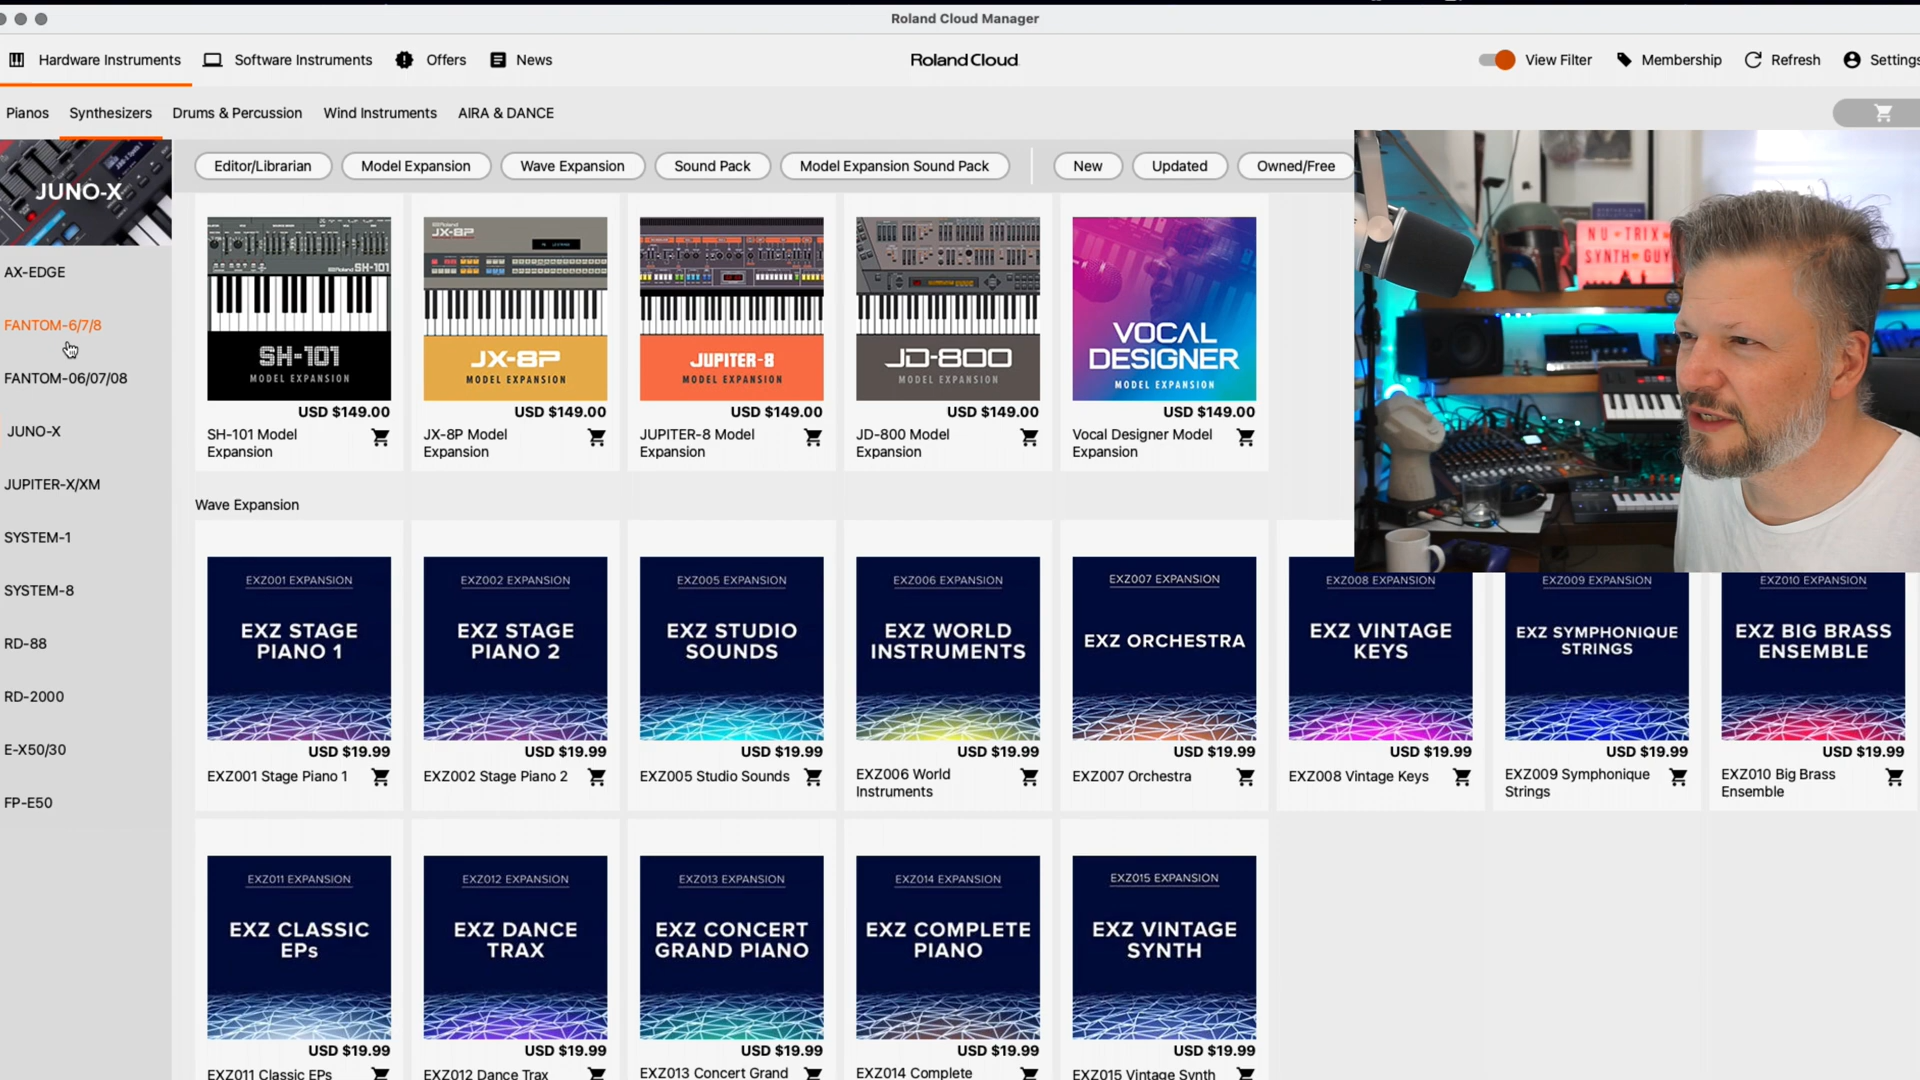 Roland Cloud Manager
Hardware Instruments
Software Instruments
Offers
News
Roland Cloud
View Filter
Membership
Refresh
Settings
Pianos
Synthesizers
Drums & Percussion
Wind Instruments
AIRA & DANCE
JUNO-X
AX-EDGE
FANTOM-6/7/8
FANTOM-06/07/08
JUNO-X
JUPITER-X/XM
SYSTEM-1
SYSTEM-8
RD-88
RD-2000
E-X50/30
FP-E50
Editor/Librarian
Model Expansion
Wave Expansion
Sound Pack
Model Expansion Sound Pack
New
Updated
Owned/Free
NU-TRIX
SYNTH GUY
Roland SH-101
SH-101
MODEL EXPANSION
USD $149.00
SH-101 Model
Expansion
Roland
JX-8P
JX-8P
MODEL EXPANSION
USD $149.00
JX-8P Model
Expansion
JUPITER-8
MODEL EXPANSION
USD $149.00
JUPITER-8 Model
Expansion
JD-800
MODEL EXPANSION
USD $149.00
JD-800 Model
Expansion
VOCAL
DESIGNER
MODEL EXPANSION
USD $149.00
Vocal Designer Model
Expansion
Wave Expansion
EXZ001 EXPANSION
EXZ STAGE
PIANO 1
USD $19.99
EXZ001 Stage Piano 1
EXZ002 EXPANSION
EXZ STAGE
PIANO 2
USD $19.99
EXZ002 Stage Piano 2
EXZ005 EXPANSION
EXZ STUDIO
SOUNDS
USD $19.99
EXZ005 Studio Sounds
EXZ006 EXPANSION
EXZ WORLD
INSTRUMENTS
USD $19.99
EXZ006 World
Instruments
EXZ007 EXPANSION
EXZ ORCHESTRA
USD $19.99
EXZ007 Orchestra
EXZ008 EXPANSION
EXZ VINTAGE
KEYS
USD $19.99
EXZ008 Vintage Keys
EXZ009 EXPANSION
EXZ SYMPHONIQUE
STRINGS
USD $19.99
EXZ009 Symphonique
Strings
EXZ010 EXPANSION
EXZ BIG BRASS
ENSEMBLE
USD $19.99
EXZ010 Big Brass
Ensemble
EXZ011 EXPANSION
EXZ CLASSIC
EPs
USD $19.99
EXZ011 Classic EPs
EXZ012 EXPANSION
EXZ DANCE
TRAX
USD $19.99
EXZ012 Dance Trax
EXZ013 EXPANSION
EXZ CONCERT
GRAND PIANO
USD $19.99
EXZ013 Concert Grand
EXZ014 EXPANSION
EXZ COMPLETE
PIANO
USD $19.99
EXZ014 Complete
EXZ015 EXPANSION
EXZ VINTAGE
SYNTH
USD $19.99
EXZ015 Vintage Synth